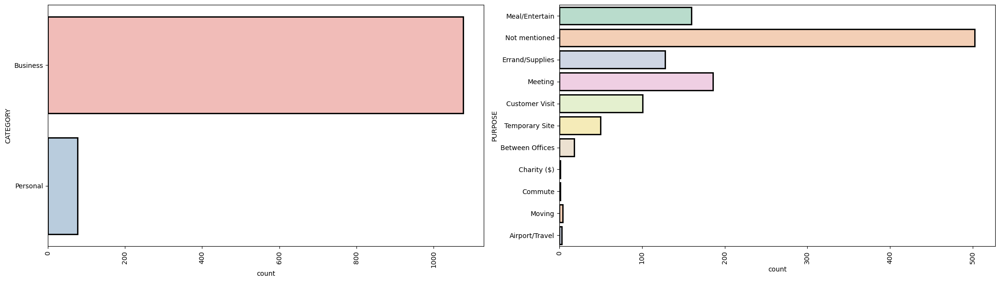 CATEGORY
Business
Personal
0
200
400
600
800
1000
count
PURPOSE
Meal/Entertain
Not mentioned
Errand/Supplies
Meeting
Customer Visit
Temporary Site
Between Offices
Charity ($)
Commute
Moving
Airport/Travel
0
100
200
300
400
500
count